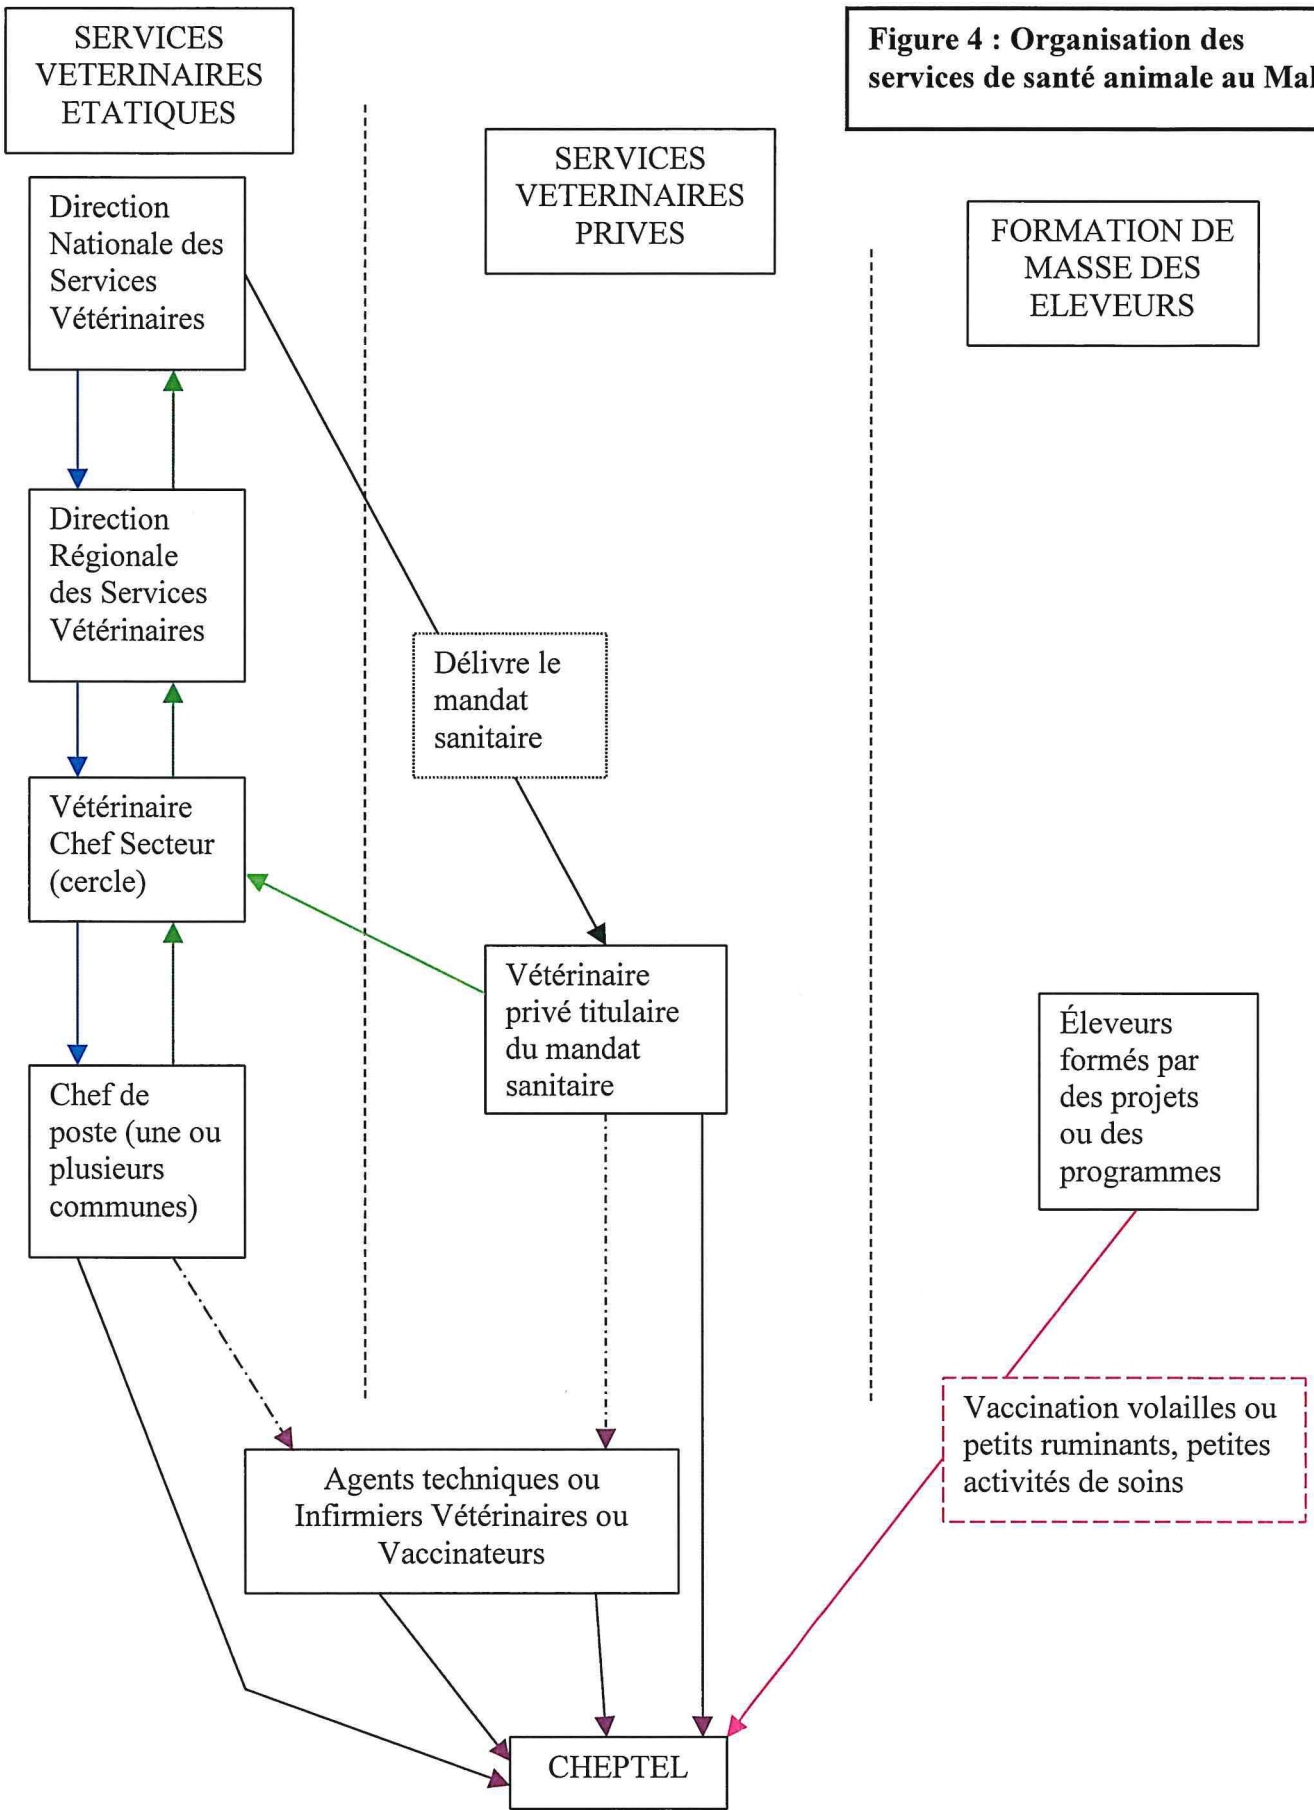 SERVICES
VETERINAIRES
ETATIQUES
Figure 4 : Organisation des
services de santé animale au Mal
SERVICES
VETERINAIRES
PRIVES
FORMATION DE
MASSE DES
ELEVEURS
Direction
Nationale des
Services
Vétérinaires
Direction
Régionale
des Services
Vétérinaires
Délivre le
mandat
sanitaire
Vétérinaire
Chef Secteur
(cercle)
Vétérinaire
privé titulaire
du mandat
sanitaire
Éleveurs
formés par
des projets
ou des
programmes
Chef de
poste (une ou
plusieurs
communes)
Vaccination volailles ou
petits ruminants, petites
activités de soins
Agents techniques ou
Infirmiers Vétérinaires ou
Vaccinateurs
CHEPTEL